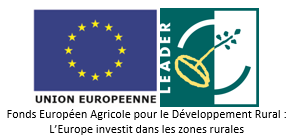 UNION EUROPEENNE
LEADER
Fonds Européen Agricole pour le Développement Rural :
L’Europe investit dans les zones rurales